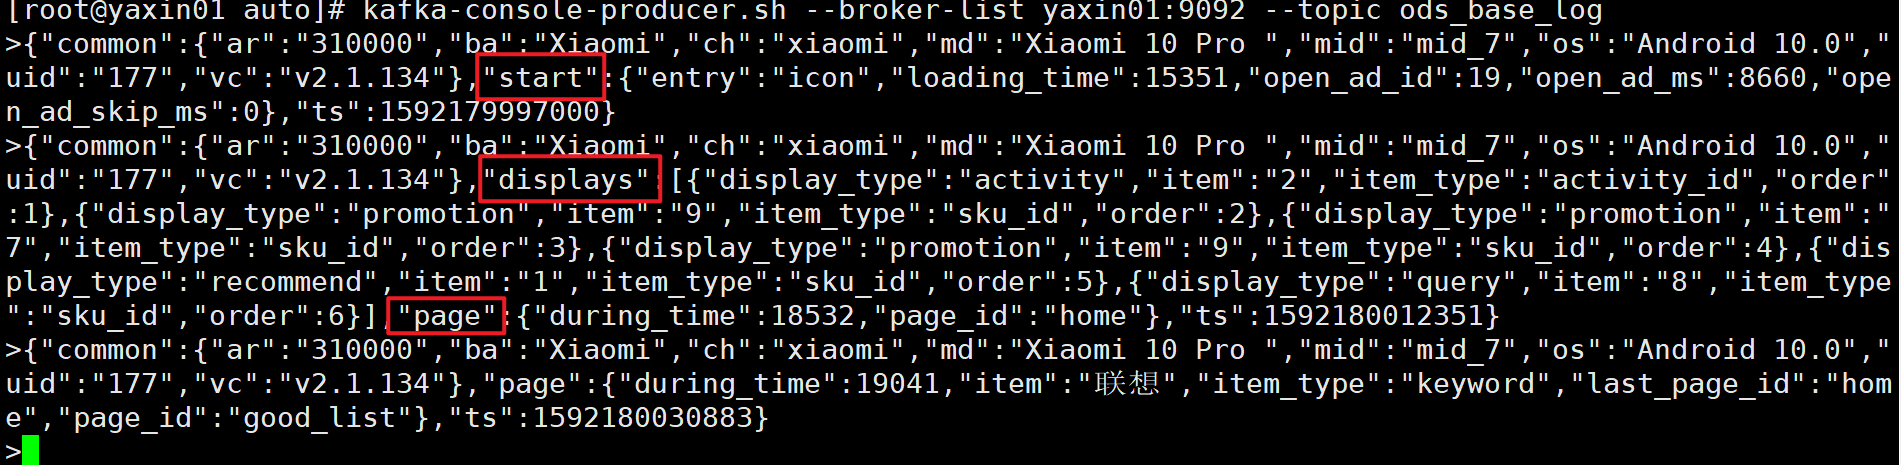 [root@yaxin01 auto]# kafka-console-producer.sh --broker-list yaxin01:9092 --topic ods_base_log
>{"common":{"ar":"310000","ba":"Xiaomi","ch":"xiaomi","md":"Xiaomi 10 Pro ","mid":"mid_7","os":"Android 10.0","
uid":"177","vc":"v2.1.134"},"start":{"entry":"icon","loading_time":15351,"open_ad_id":19,"open_ad_ms":8660,"ope
n_ad_skip_ms":0},"ts":1592179997000}
>{"common":{"ar":"310000","ba":"Xiaomi","ch":"xiaomi","md":"Xiaomi 10 Pro ","mid":"mid_7","os":"Android 10.0","
uid":"177","vc":"v2.1.134"},"displays":[{"display_type":"activity","item":"2","item_type":"activity_id","order"
:1},{"display_type":"promotion","item":"9","item_type":"sku_id","order":2},{"display_type":"promotion","item":"
7","item_type":"sku_id","order":3},{"display_type":"promotion","item":"9","item_type":"sku_id","order":4},{"dis
play_type":"recommend","item":"1","item_type":"sku_id","order":5},{"display_type":"query","item":"8","item_type
":"sku_id","order":6}],"page":{"during_time":18532,"page_id":"home"},"ts":1592180012351}
>{"common":{"ar":"310000","ba":"Xiaomi","ch":"xiaomi","md":"Xiaomi 10 Pro ","mid":"mid_7","os":"Android 10.0","
uid":"177","vc":"v2.1.134"},"page":{"during_time":19041,"item":"联想","item_type":"keyword","last_page_id":"hom
e","page_id":"good_list"},"ts":1592180030883}
>